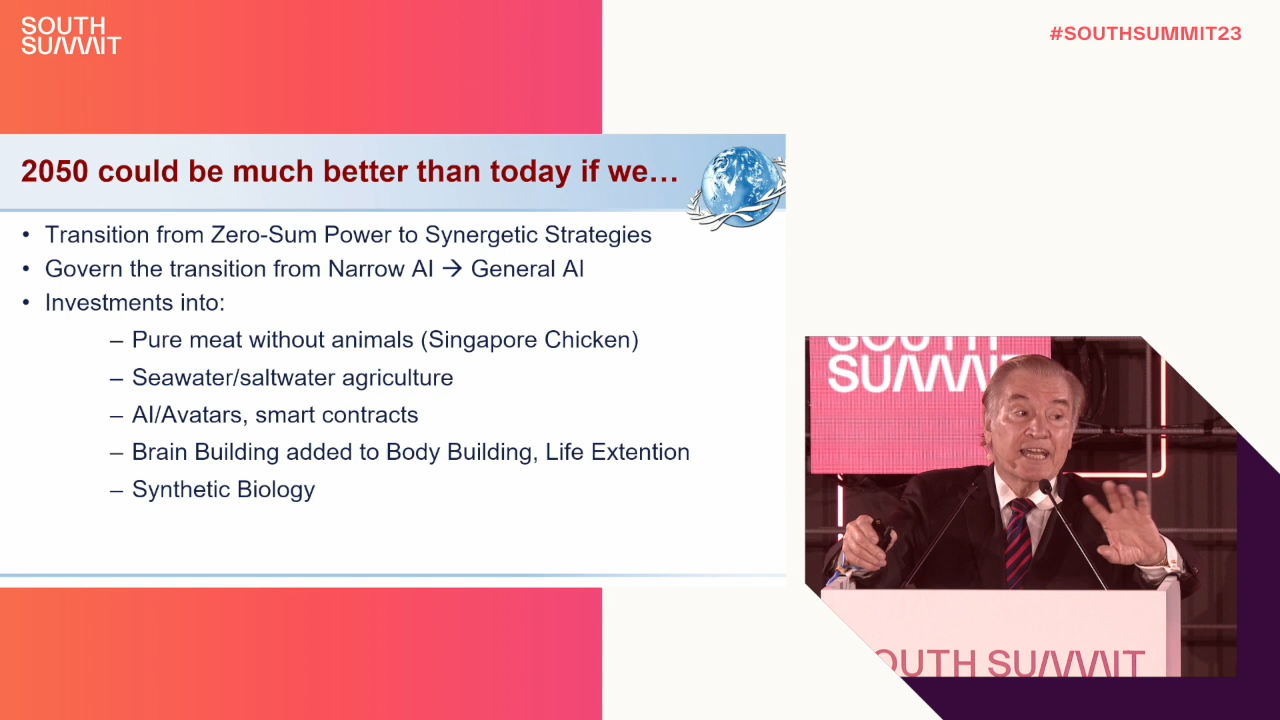 SOUTH
SUMMIT
#SOUTHSUMMIT23
2050 could be much better than today if we…
• Transition from Zero-Sum Power to Synergetic Strategies
• Govern the transition from Narrow AI → General AI
• Investments into:
– Pure meat without animals (Singapore Chicken)
– Seawater/saltwater agriculture
– AI/Avatars, smart contracts
– Brain Building added to Body Building, Life Extention
– Synthetic Biology
SOUTH
SUMMIT
OUTH SUMMIT